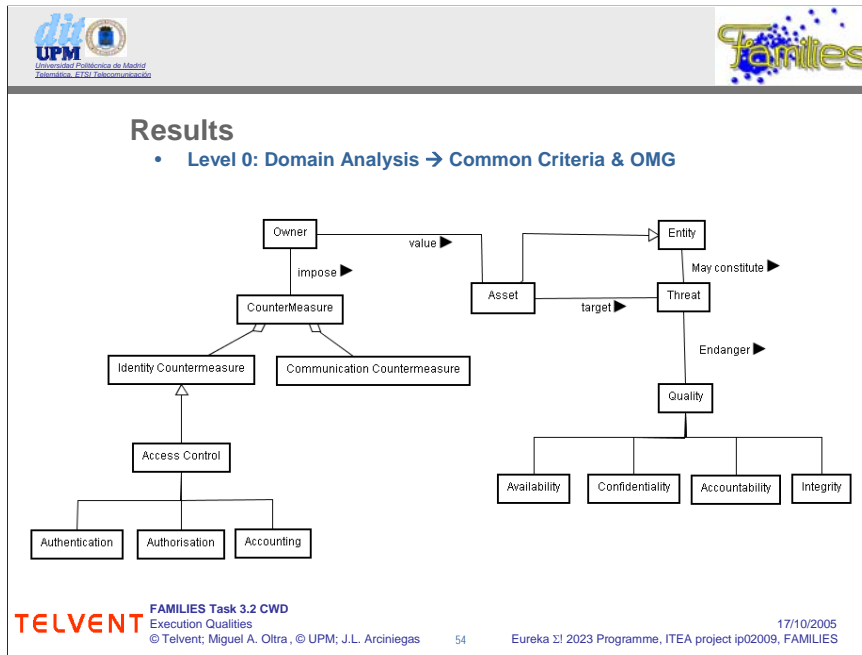 dit
UPM
Universidad Politécnica de Madrid
Telemática, ETSI Telecomunicación
Families
Results
• Level 0: Domain Analysis → Common Criteria & OMG
Owner
value ▶
Entity
impose ▶
May constitute ▶
Asset
Threat
CounterMeasure
target ▶
Endanger ▶
Identity Countermeasure
Communication Countermeasure
Quality
Access Control
Availability
Confidentiality
Accountability
Integrity
Authentication
Authorisation
Accounting
TELVENT
FAMILIES Task 3.2 CWD
Execution Qualities
17/10/2005
© Telvent; Miguel A. Oltra , © UPM; J.L. Arciniegas
54
Eureka Σ! 2023 Programme, ITEA project ip02009, FAMILIES